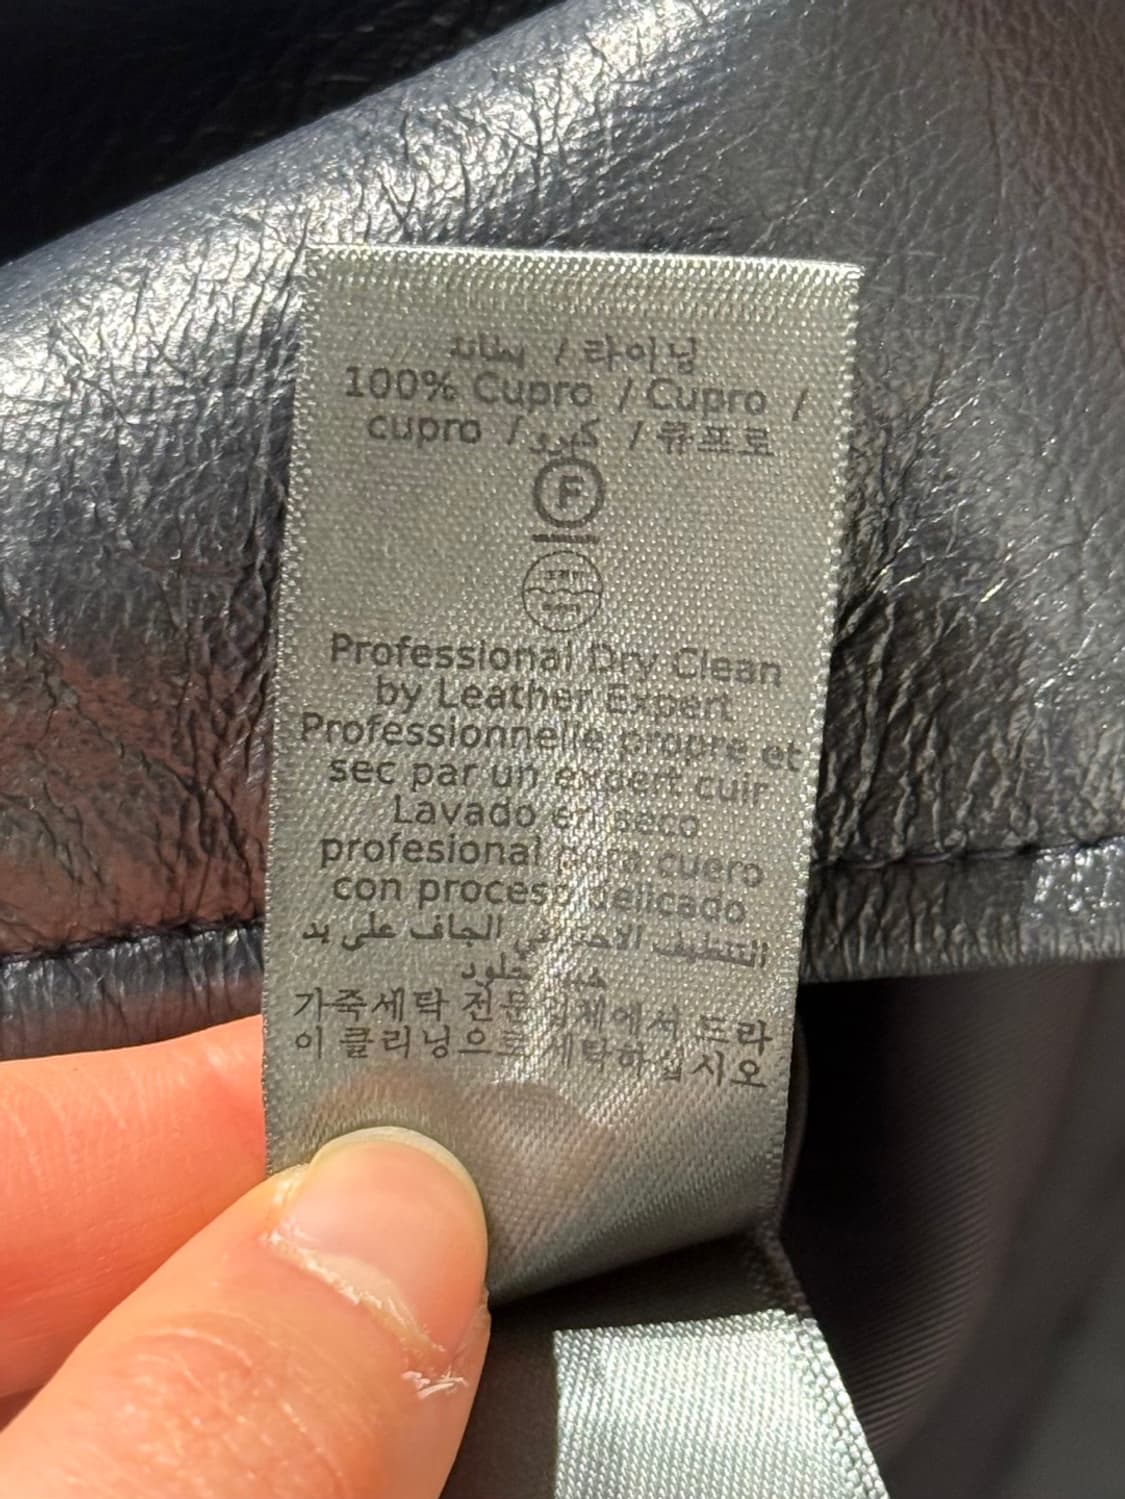 بطانة / 라이닝
100% Cupro / Cupro /
cupro / كبرو / 큐프로
F
Professional Dry Clean
by Leather Expert
Professionnelle propre et
sec par un expert cuir
Lavado en seco
profesional para cuero
con proceso delicado
التنظيف الاحترافي الجاف على يد
خبير جلود
가죽세탁 전문업체에서 드라
이 클리닝으로 세탁하십시오